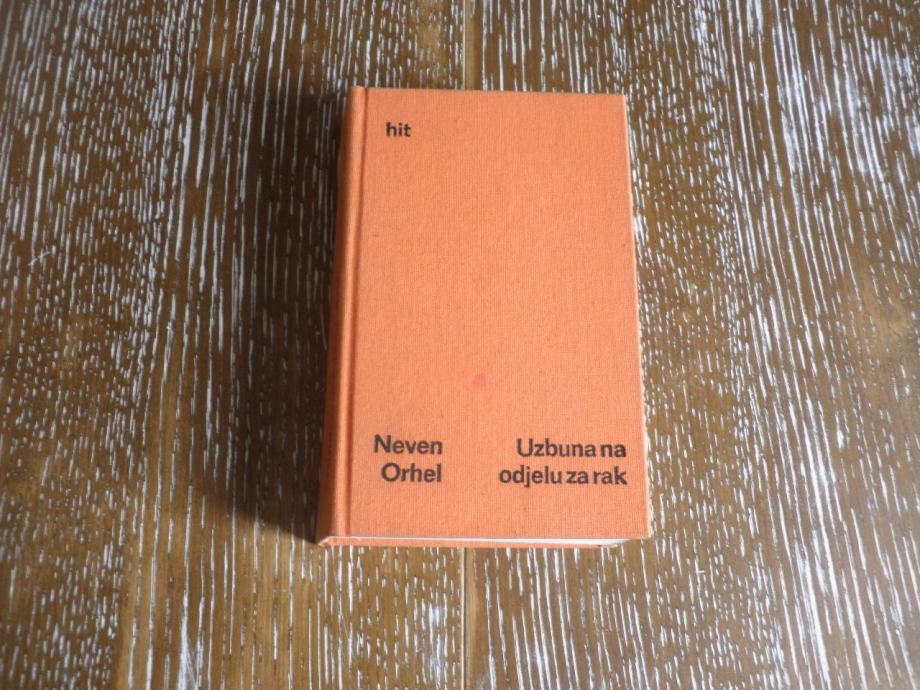 hit
Neven
Orhel
Uzbuna na
odjelu za rak